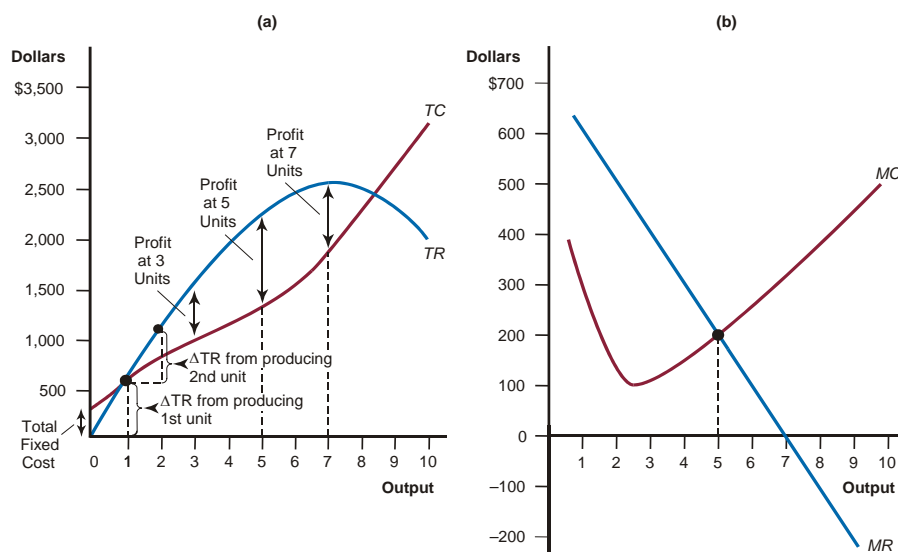 (a)
Dollars
$3,500
3,000
2,500
2,000
1,500
1,000
500
Total
Fixed
Cost
Profit
at 3
Units
Profit
at 5
Units
Profit
at 7
Units
TC
TR
ΔTR from producing
2nd unit
ΔTR from producing
1st unit
0 1 2 3 4 5 6 7 8 9 10
Output
(b)
Dollars
$700
600
500
400
300
200
100
0
–100
–200
MC
1 2 3 4 5 6 7 8 9 10
Output
MR